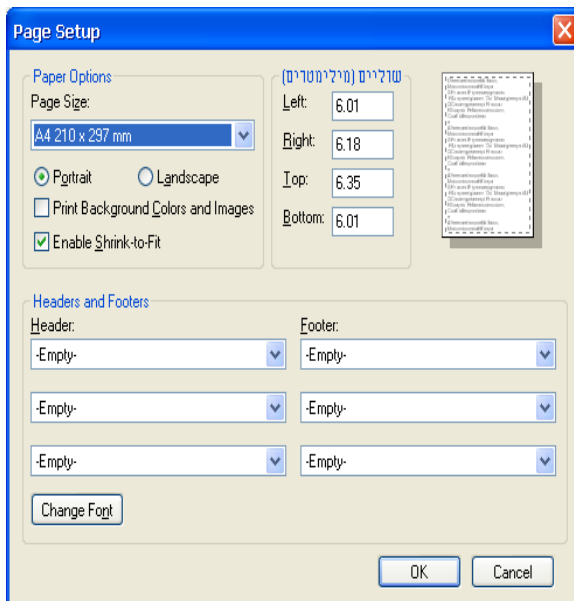 Page Setup
Paper Options
Page Size:
A4 210 x 297 mm
Portrait Landscape
Print Background Colors and Images
Enable Shrink-to-Fit
שוליים (מילימטרים)
Left: 6.01
Right: 6.18
Top: 6.35
Bottom: 6.01
Headers and Footers
Header: Footer:
-Empty- -Empty-
-Empty- -Empty-
-Empty- -Empty-
Change Font
OK Cancel